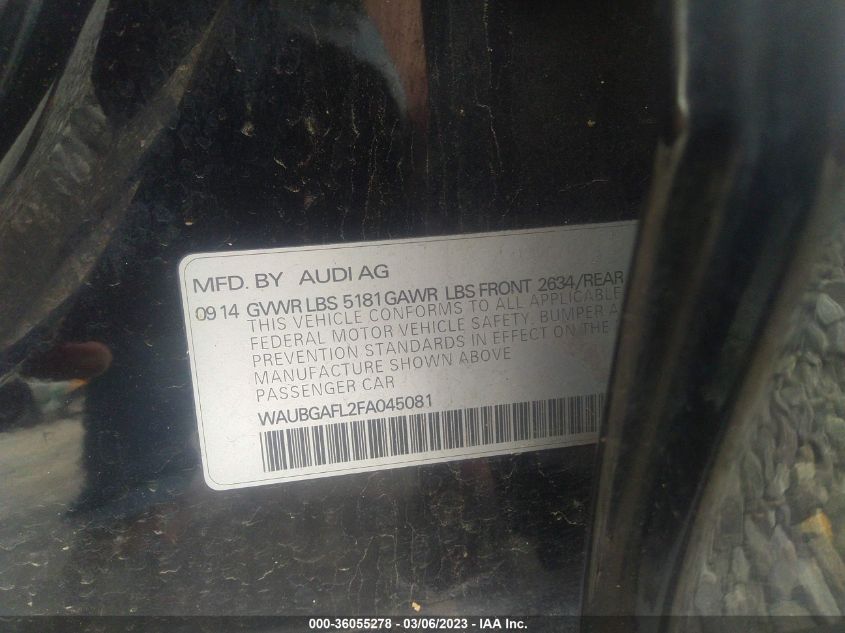 MFD. BY AUDI AG
09 14 GVWR LBS 5181 GAWR LBS FRONT 2634/REAR
THIS VEHICLE CONFORMS TO ALL APPLICABLE
FEDERAL MOTOR VEHICLE SAFETY, BUMPER A
PREVENTION STANDARDS IN EFFECT ON THE
MANUFACTURE SHOWN ABOVE
PASSENGER CAR
WAUBGAFL2FA045081
000-36055278 - 03/06/2023 - IAA Inc.